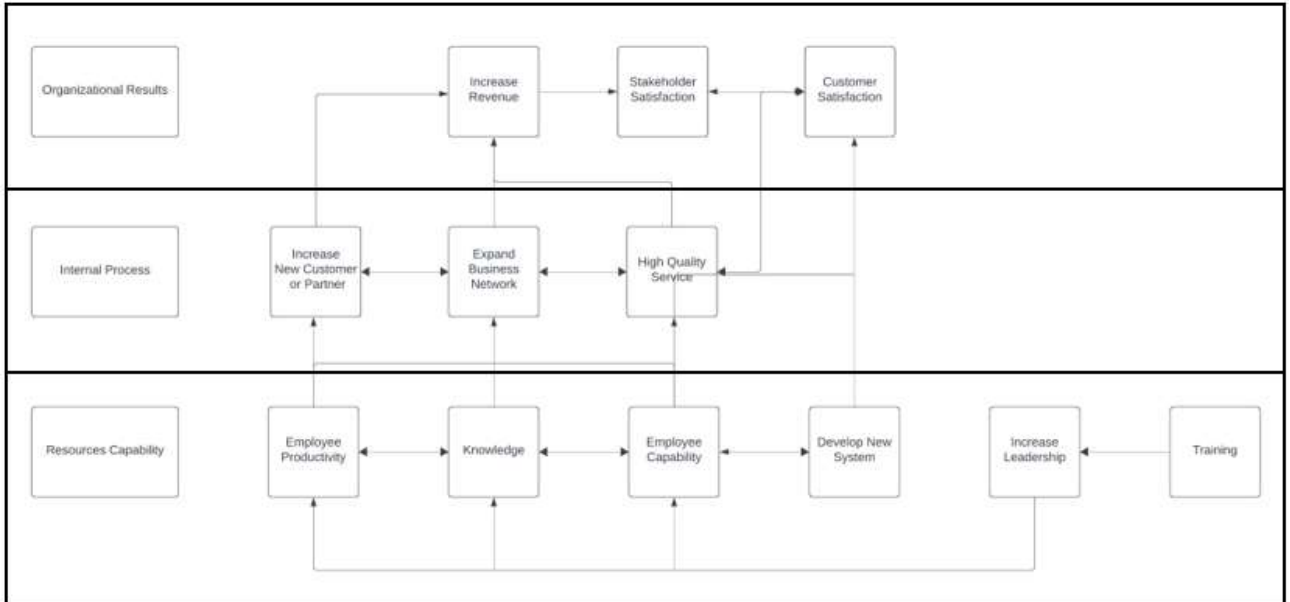 Organizational Results
Increase
Revenue
Stakeholder
Satisfaction
Customer
Satisfaction
Internal Process
Increase
New Customer
or Partner
Expand
Business
Network
High Quality
Service
Resources Capability
Employee
Productivity
Knowledge
Employee
Capability
Develop New
System
Increase
Leadership
Training